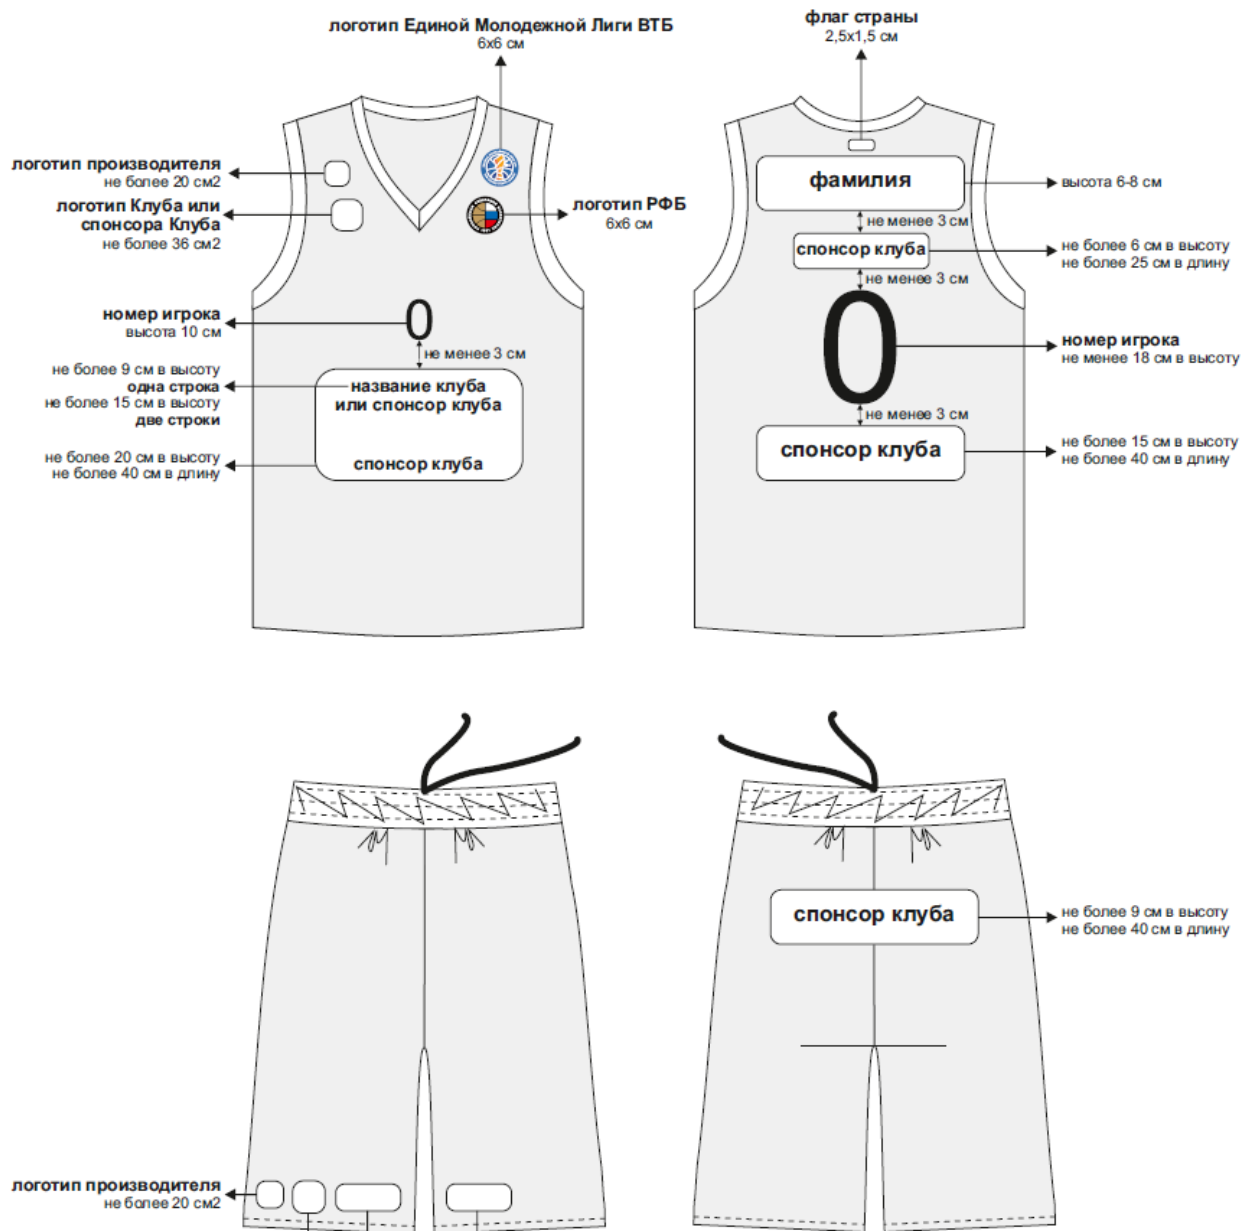 логотип Единой Молодежной Лиги ВТБ
6х6 см
логотип производителя
не более 20 см2
логотип Клуба или
спонсора Клуба
не более 36 см2
логотип РФБ
6х6 см
номер игрока
высота 10 см
0
не менее 3 см
не более 9 см в высоту
одна строка
не более 15 см в высоту
две строки
название клуба
или спонсор клуба
спонсор клуба
не более 20 см в высоту
не более 40 см в длину
флаг страны
2,5х1,5 см
фамилия
высота 6-8 см
не менее 3 см
спонсор клуба
не более 6 см в высоту
не более 25 см в длину
не менее 3 см
0
номер игрока
не менее 18 см в высоту
не менее 3 см
спонсор клуба
не более 15 см в высоту
не более 40 см в длину
спонсор клуба
не более 9 см в высоту
не более 40 см в длину
логотип производителя
не более 20 см2